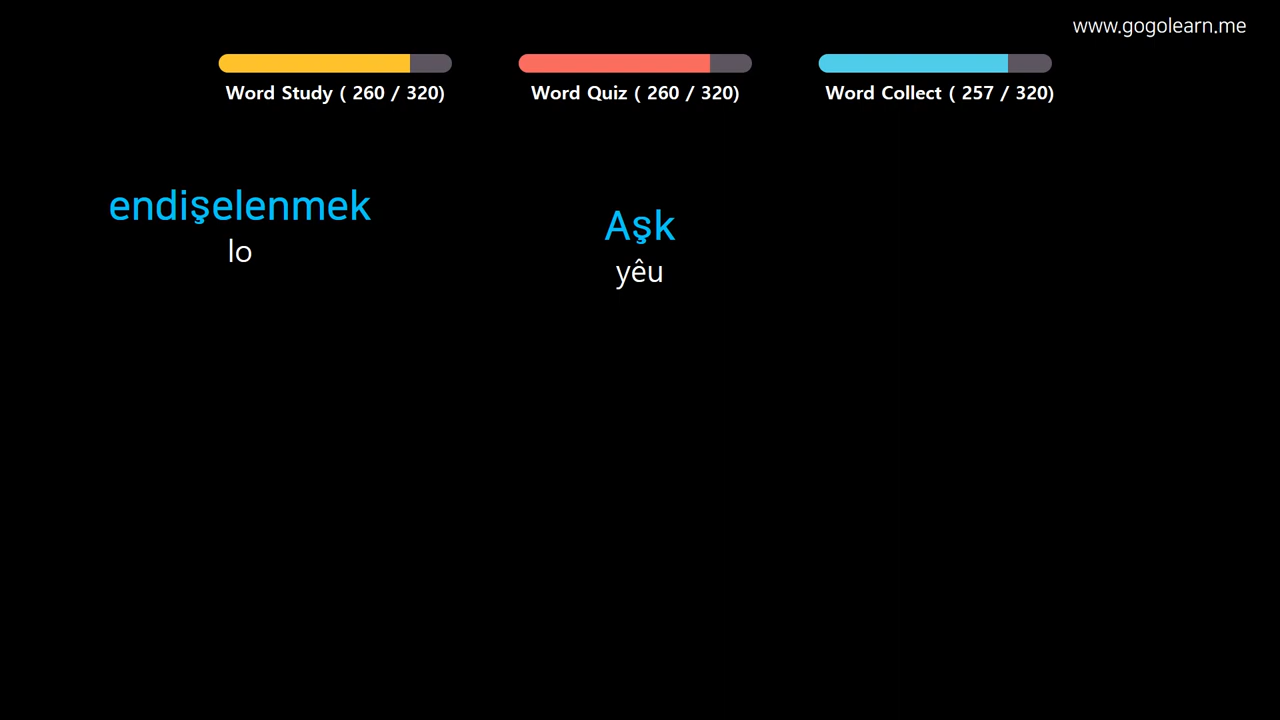 www.gogolearn.me
Word Study ( 260 / 320)
Word Quiz ( 260 / 320)
Word Collect ( 257 / 320)
endişelenmek
lo
Aşk
yêu